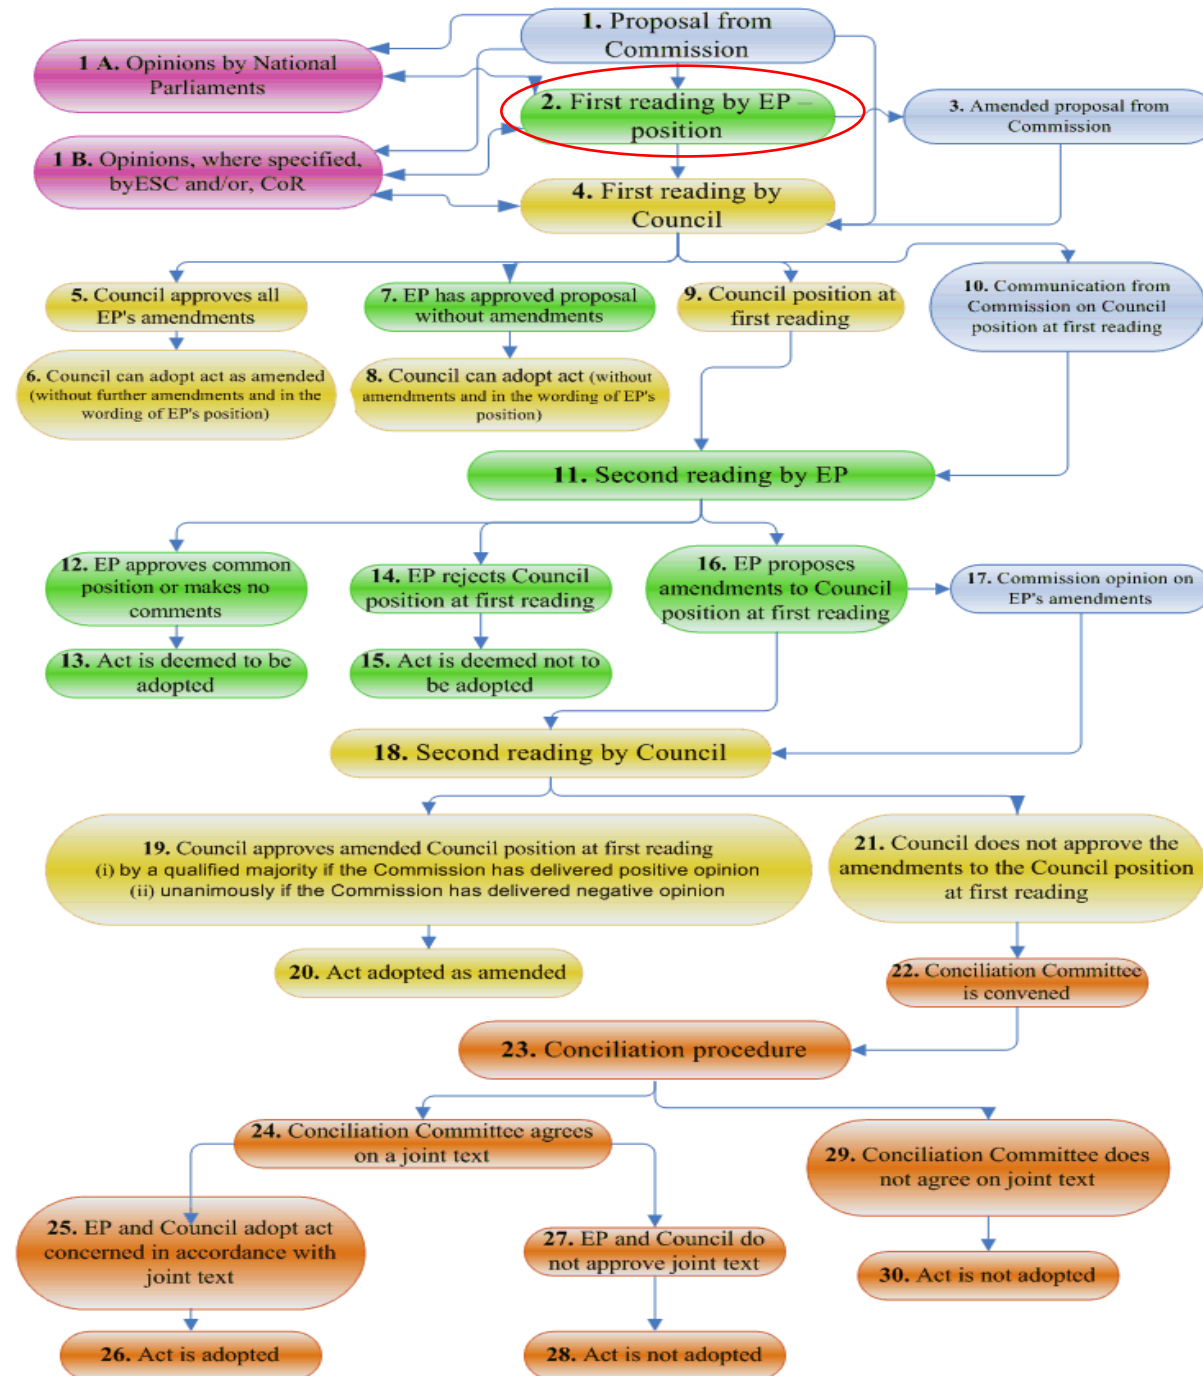 1. Proposal from
Commission
1 A. Opinions by National
Parliaments
2. First reading by EP –
position
3. Amended proposal from
Commission
1 B. Opinions, where specified,
byESC and/or, CoR
4. First reading by
Council
5. Council approves all
EP's amendments
7. EP has approved proposal
without amendments
9. Council position at
first reading
10. Communication from
Commission on Council
position at first reading
6. Council can adopt act as amended
(without further amendments and in the
wording of EP's position)
8. Council can adopt act (without
amendments and in the wording of EP's
position)
11. Second reading by EP
12. EP approves common
position or makes no
comments
14. EP rejects Council
position at first reading
16. EP proposes
amendments to Council
position at first reading
17. Commission opinion on
EP's amendments
13. Act is deemed to be
adopted
15. Act is deemed not to
be adopted
18. Second reading by Council
19. Council approves amended Council position at first reading
(i) by a qualified majority if the Commission has delivered positive opinion
(ii) unanimously if the Commission has delivered negative opinion
21. Council does not approve the
amendments to the Council position
at first reading
20. Act adopted as amended
22. Conciliation Committee
is convened
23. Conciliation procedure
24. Conciliation Committee agrees
on a joint text
29. Conciliation Committee does
not agree on joint text
25. EP and Council adopt act
concerned in accordance with
joint text
27. EP and Council do
not approve joint text
30. Act is not adopted
26. Act is adopted
28. Act is not adopted